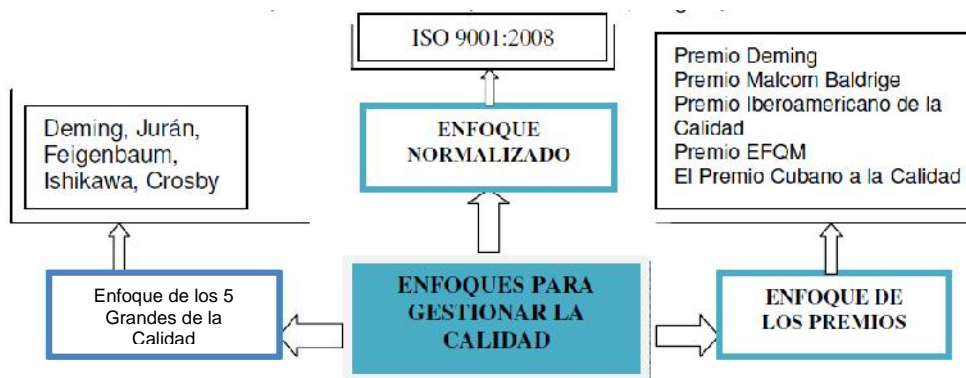 ISO 9001:2008
Premio Deming
Premio Malcorn Baldrige
Premio Iberoamericano de la
Calidad
Premio EFQM
El Premio Cubano a la Calidad
Deming, Jurán,
Feigenbaum,
Ishikawa, Crosby
ENFOQUE
NORMALIZADO
Enfoque de los 5
Grandes de la
Calidad
ENFOQUES PARA
GESTIONAR LA
CALIDAD
ENFOQUE DE
LOS PREMIOS